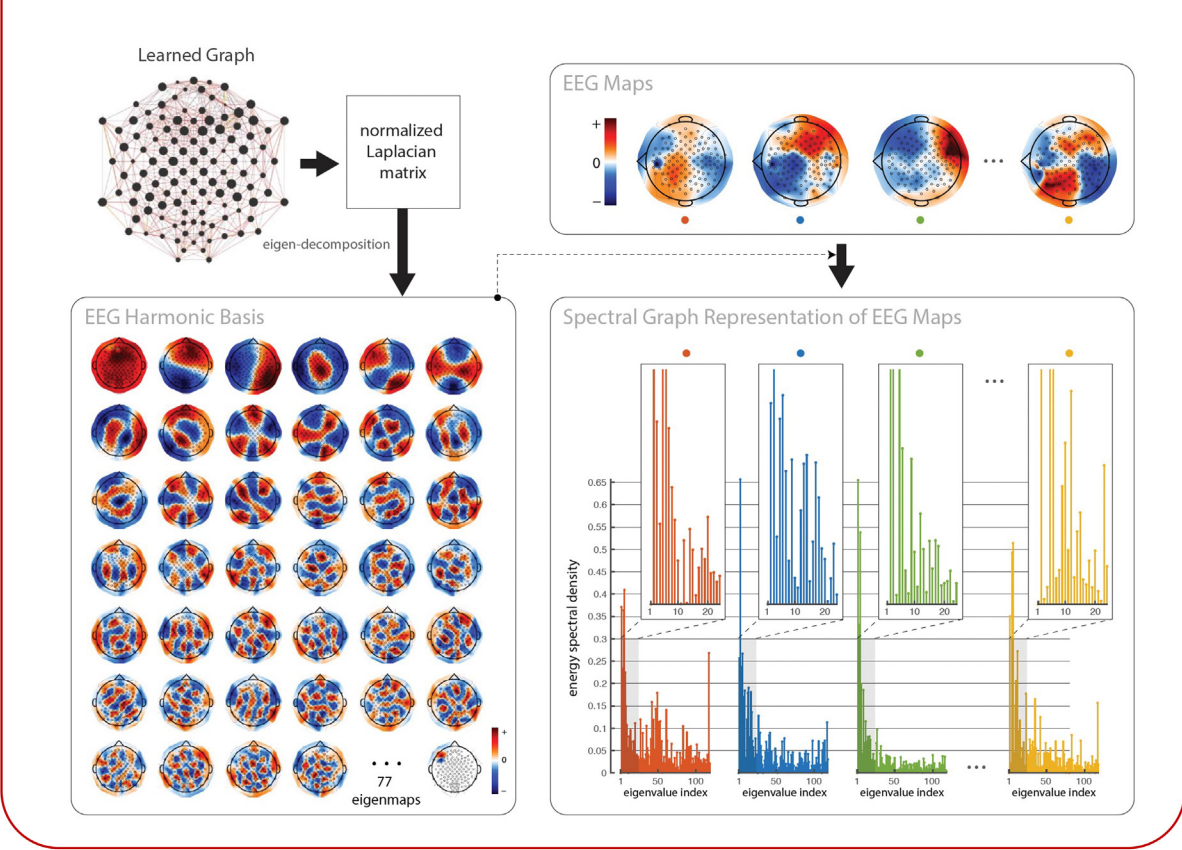 Learned Graph
normalized
Laplacian
matrix
eigen-decomposition
EEG Maps
+
0
−
...
EEG Harmonic Basis
...
77
eigenmaps
+
0
−
Spectral Graph Representation of EEG Maps
...
energy spectral density
0.65
0.6
0.55
0.5
0.45
0.4
0.35
0.3
0.25
0.2
0.15
0.1
0.05
0
1 10 20
1 10 20
1 10 20
1 10 20
1 50 100
eigenvalue index
1 50 100
eigenvalue index
1 50 100
eigenvalue index
...
1 50 100
eigenvalue index